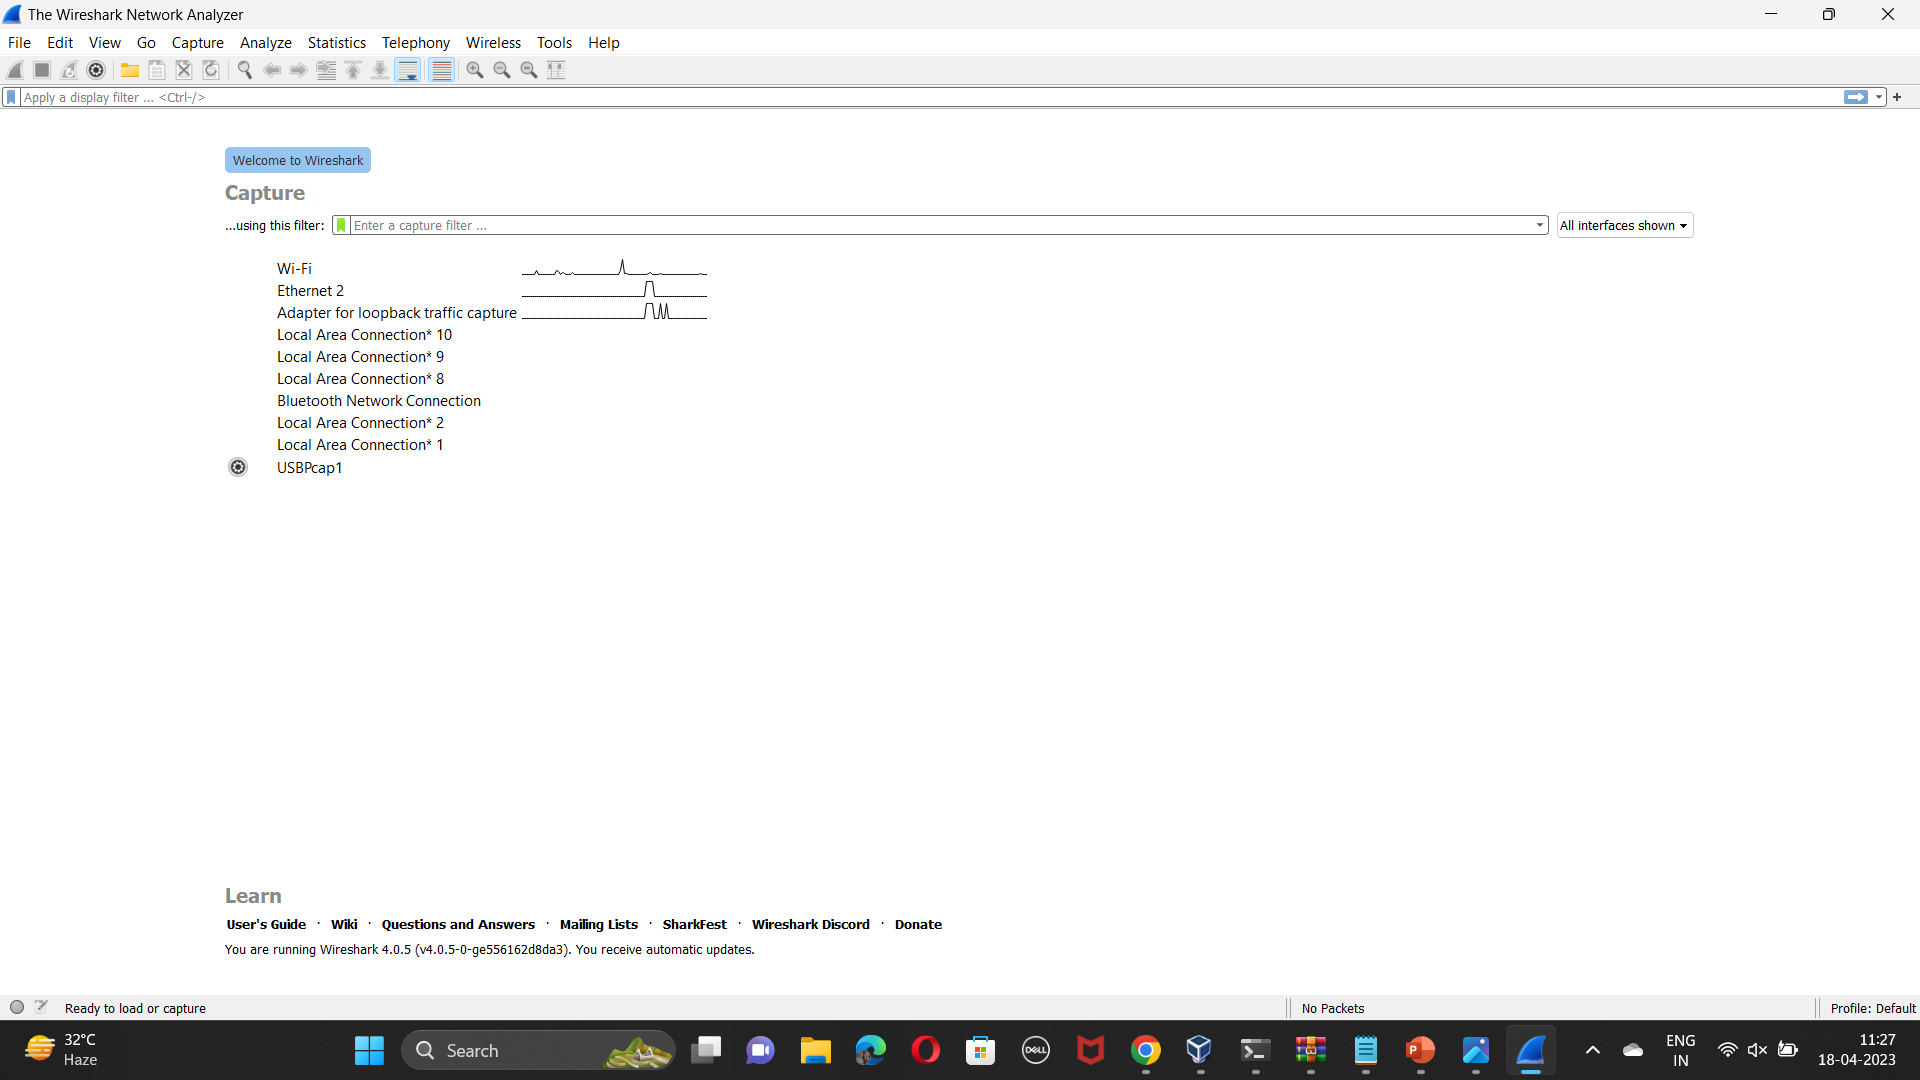 The Wireshark Network Analyzer
File Edit View Go Capture Analyze Statistics Telephony Wireless Tools Help
Apply a display filter ... <Ctrl-/>
+
Welcome to Wireshark
Capture
...using this filter: Enter a capture filter ... All interfaces shown
Wi-Fi
Ethernet 2
Adapter for loopback traffic capture
Local Area Connection* 10
Local Area Connection* 9
Local Area Connection* 8
Bluetooth Network Connection
Local Area Connection* 2
Local Area Connection* 1
USBPcap1
Learn
User's Guide · Wiki · Questions and Answers · Mailing Lists · SharkFest · Wireshark Discord · Donate
You are running Wireshark 4.0.5 (v4.0.5-0-ge556162d8da3). You receive automatic updates.
Ready to load or capture No Packets Profile: Default
32°C
Haze
Search
DELL
P
ENG
IN
11:27
18-04-2023